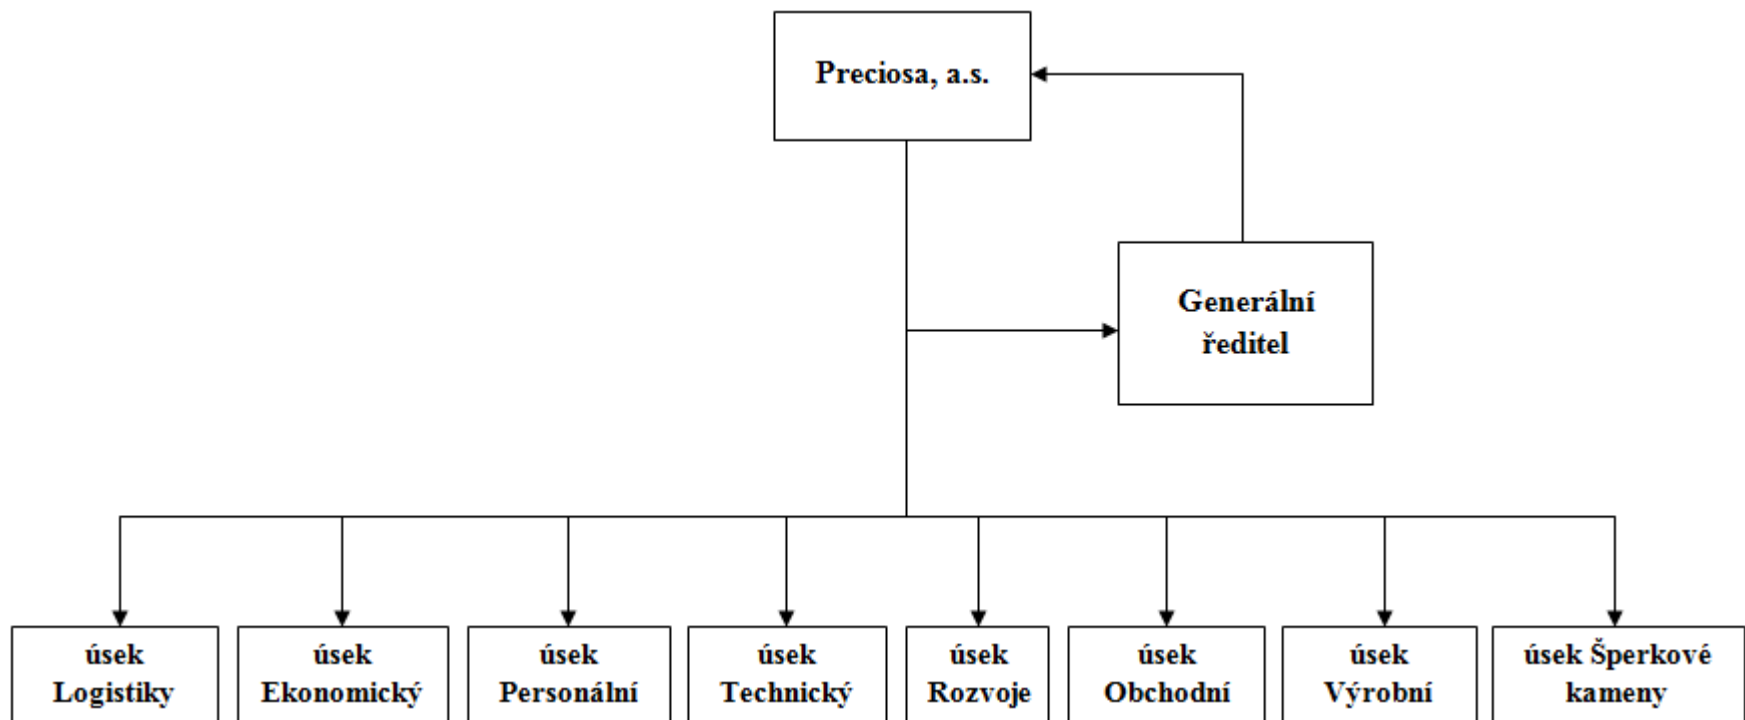 Preciosa, a.s.
Generální
ředitel
úsek
Logistiky
úsek
Ekonomický
úsek
Personální
úsek
Technický
úsek
Rozvoje
úsek
Obchodní
úsek
Výrobní
úsek Šperkové
kameny